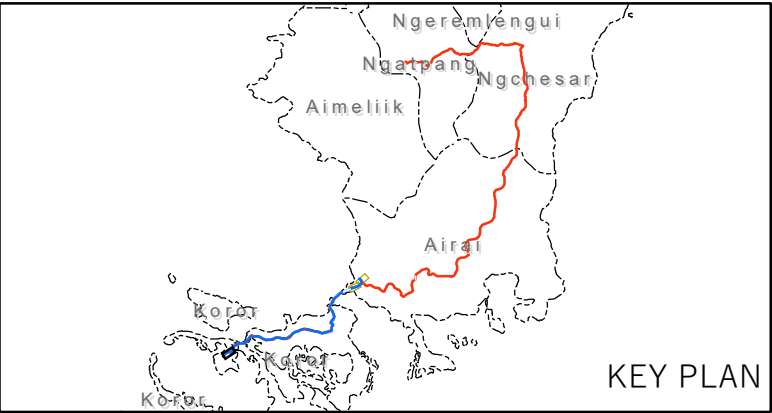 Ngeremlengui
Ngatpang
Ngchesar
Aimeliik
Airai
Koror
Koror
KEY PLAN
Koror